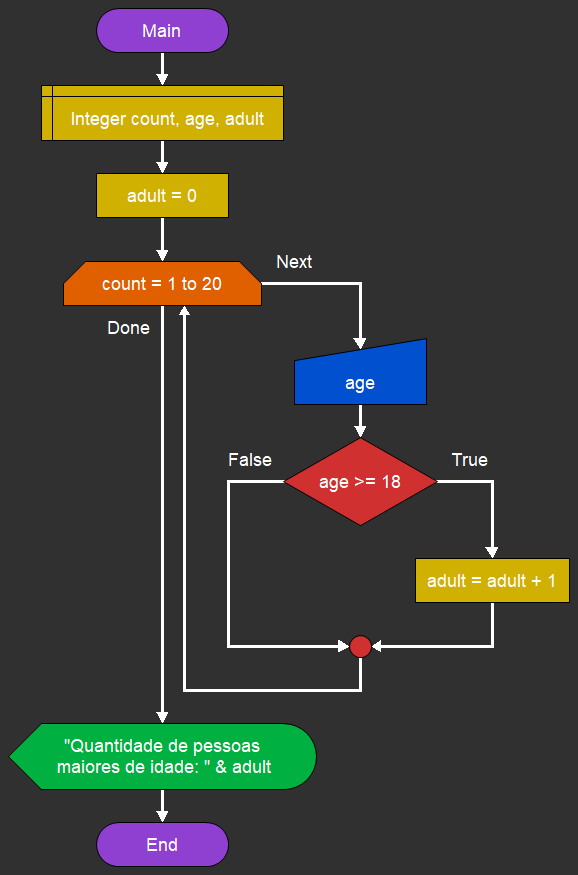 Main
Integer count, age, adult
adult = 0
count = 1 to 20
Next
Done
age
False
True
age >= 18
adult = adult + 1
"Quantidade de pessoas
maiores de idade: " & adult
End